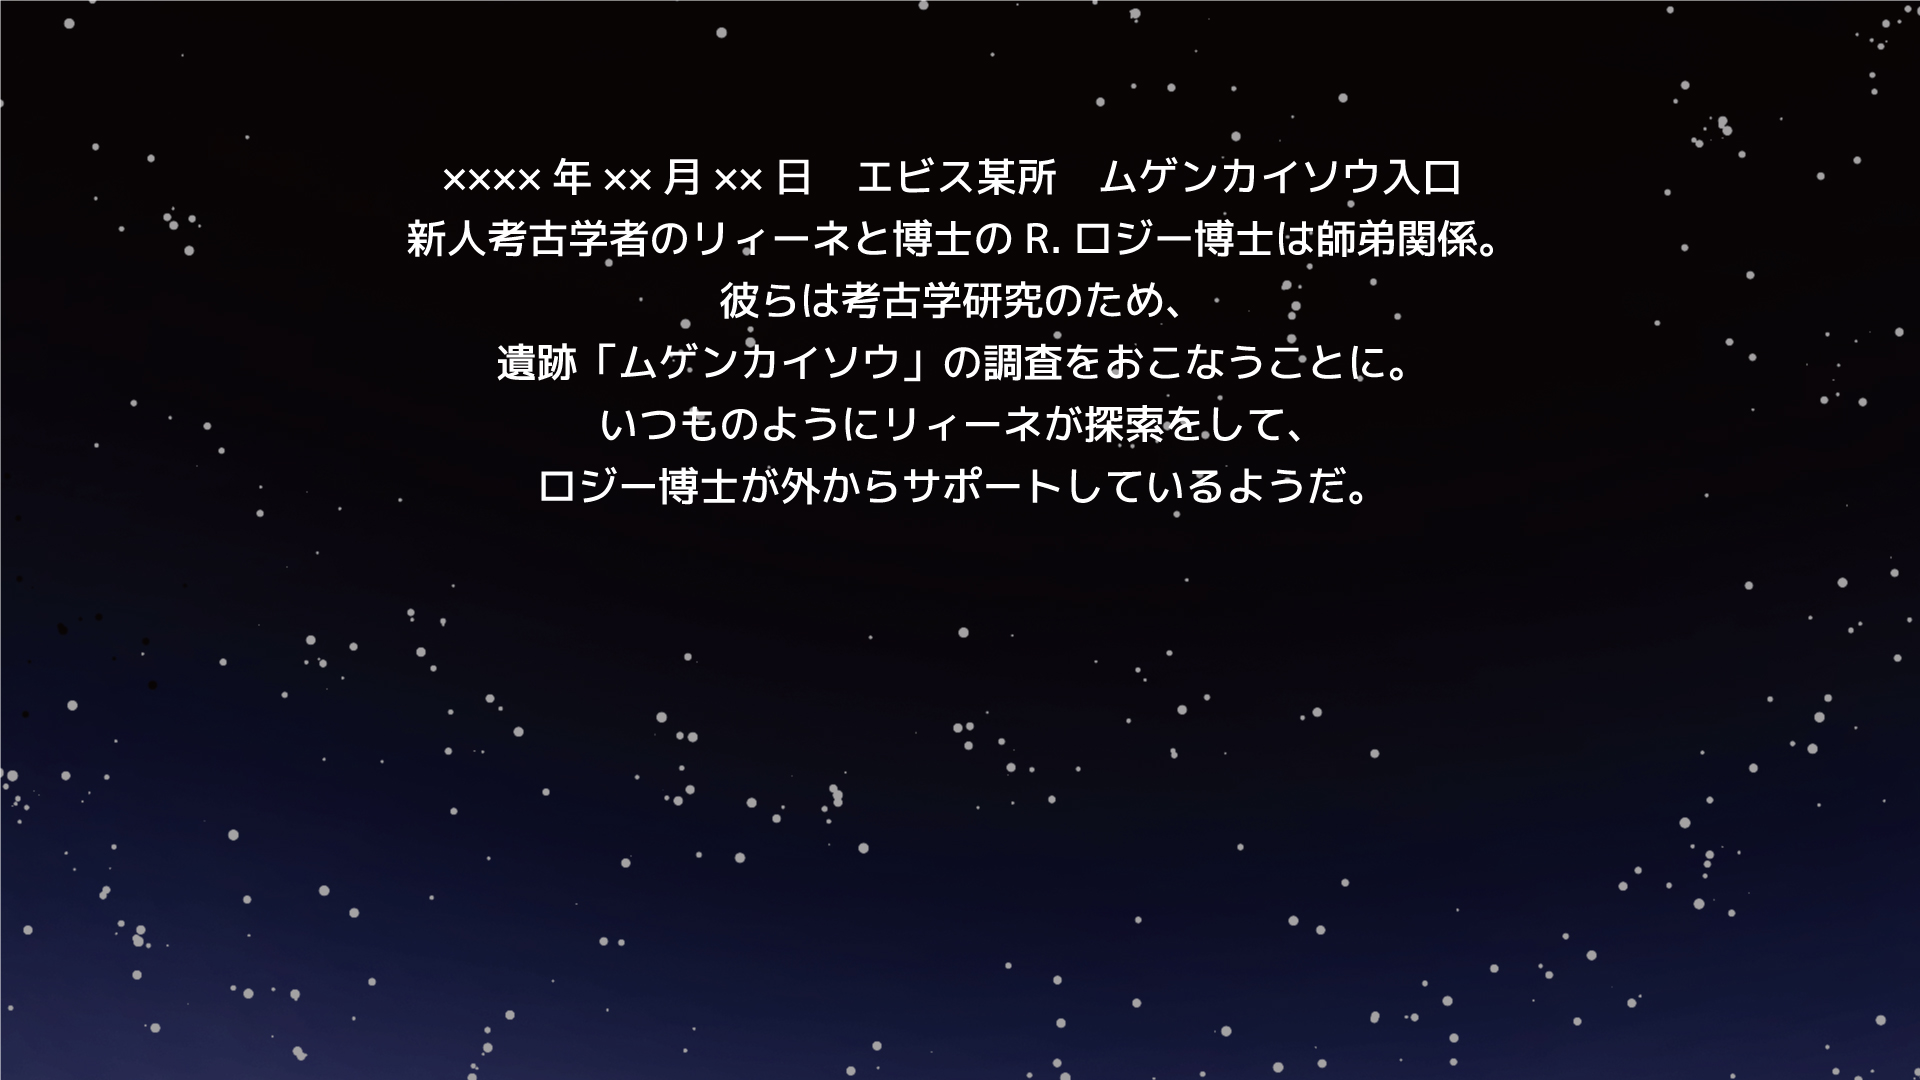 ××××年××月××日　エビス某所　ムゲンカイソウ入口
新人考古学者のリィーネと博士のR.ロジー博士は師弟関係。
彼らは考古学研究のため、
遺跡「ムゲンカイソウ」の調査をおこなうことに。
いつものようにリィーネが探索をして、
ロジー博士が外からサポートしているようだ。